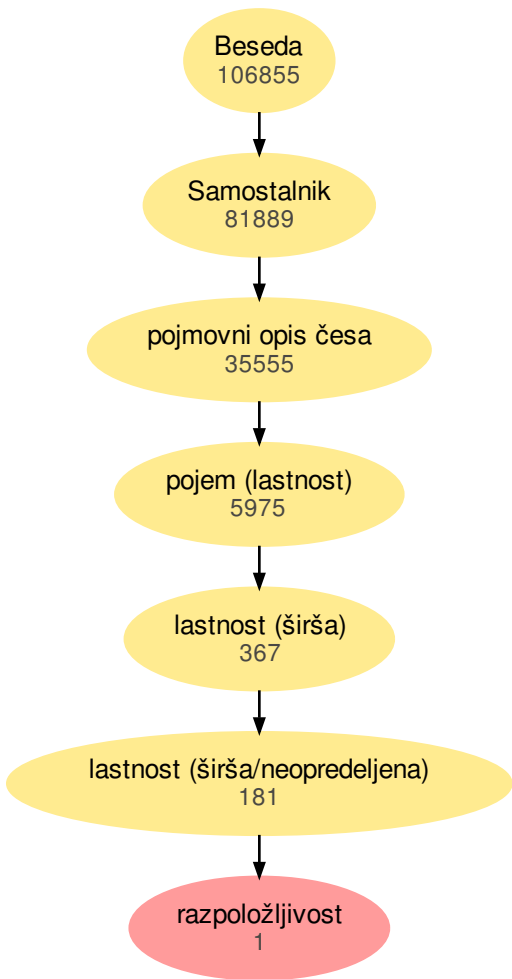 Beseda
106855
Samostalnik
81889
pojmovni opis česa
35555
pojem (lastnost)
5975
lastnost (širša)
367
lastnost (širša/neopredeljena)
181
razpoložljivost
1